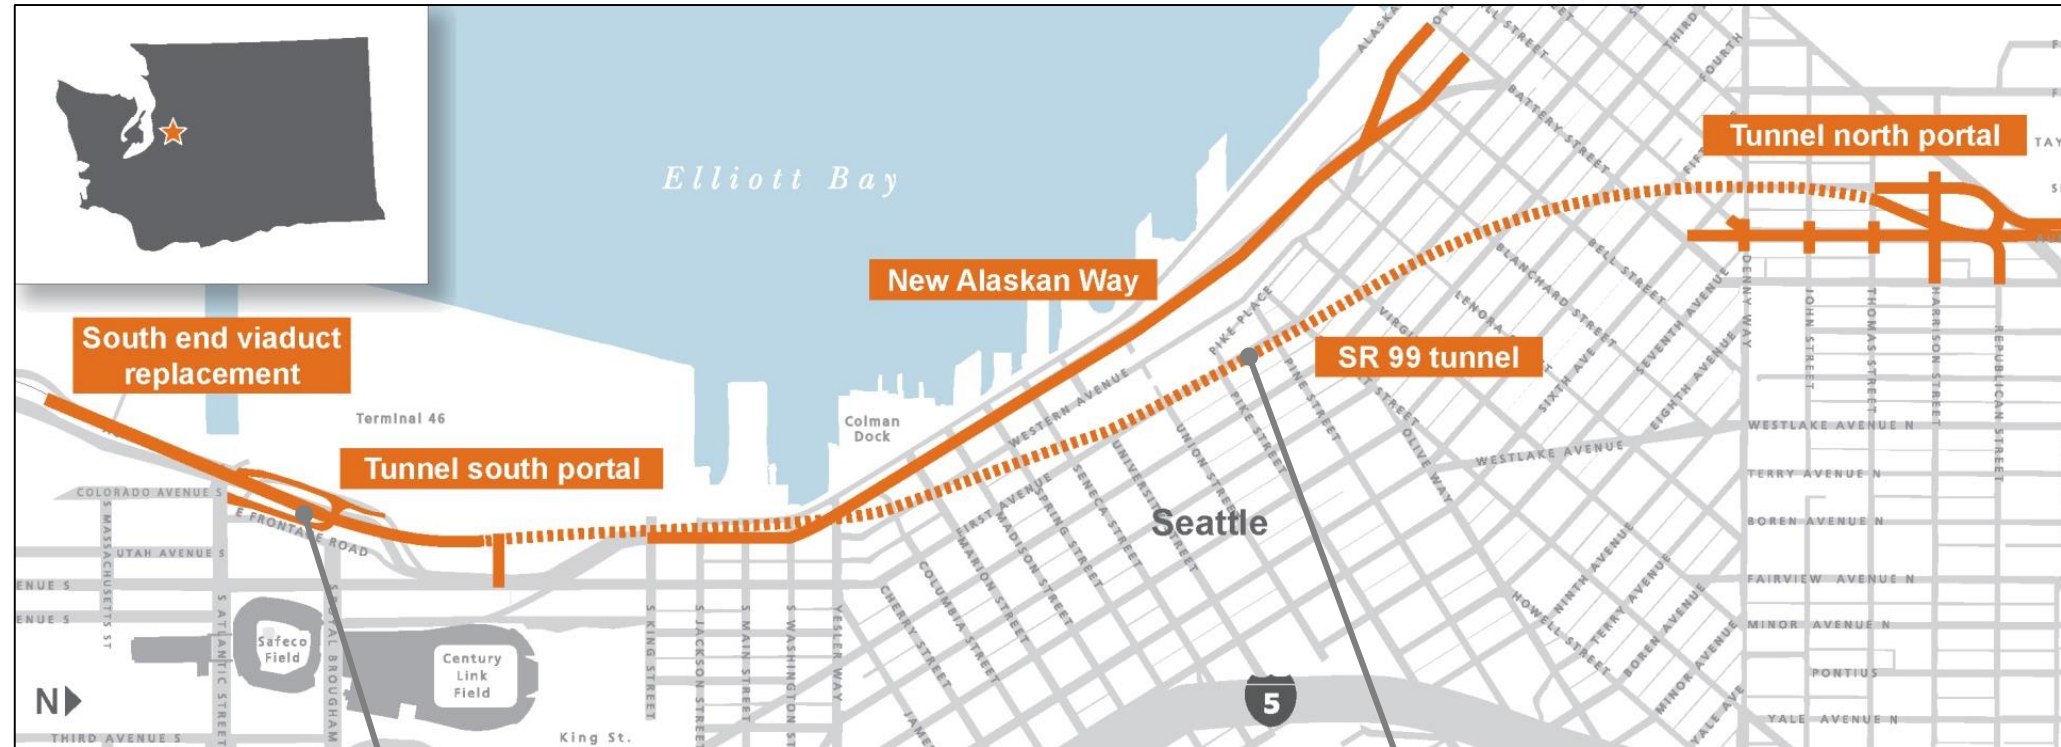 Elliott Bay
Tunnel north portal
New Alaskan Way
South end viaduct
replacement
SR 99 tunnel
Terminal 46
Colman
Dock
Tunnel south portal
Seattle
COLORADO AVENUE S
E FRONTAGE ROAD
UTAH AVENUE S
S MASSACHUSETTS ST
ENUE S
ENUE S
S ATLANTIC STREET
Safeco
Field
Century
Link
Field
N
THIRD AVENUE S
King St.
S KING STREET
S JACKSON STREET
S MAIN STREET
S WASHINGTON ST
YESLER WAY
CHERRY STREET
COLUMBIA STREET
MARION STREET
MADISON STREET
SPRING STREET
SENECA STREET
UNIVERSITY STREET
UNION STREET
PIKE STREET
PINE STREET
PIKE PLACE
FIRST AVENUE
WESTERN AVENUE
OLIVE WAY
LENORA
BLANCHARD STREET
BELL STREET
BATTERY STREET
SIXTH AVE
SEVENTH AVENUE
EIGHTH AVENUE
WESTLAKE AVENUE
NINTH AVENUE
TERRY AVENUE
BOREN AVENUE
MINOR AVENUE
YALE AVE
HOWELL STREET
5
ALASKA
THIRD
FOURTH
DENNY WAY
JOHN STREET
THOMAS STREET
HARRISON STREET
REPUBLICAN STREET
WESTLAKE AVENUE N
TERRY AVENUE N
BOREN AVENUE N
FAIRVIEW AVENUE N
MINOR AVENUE N
PONTIUS
YALE AVENUE N
TAY